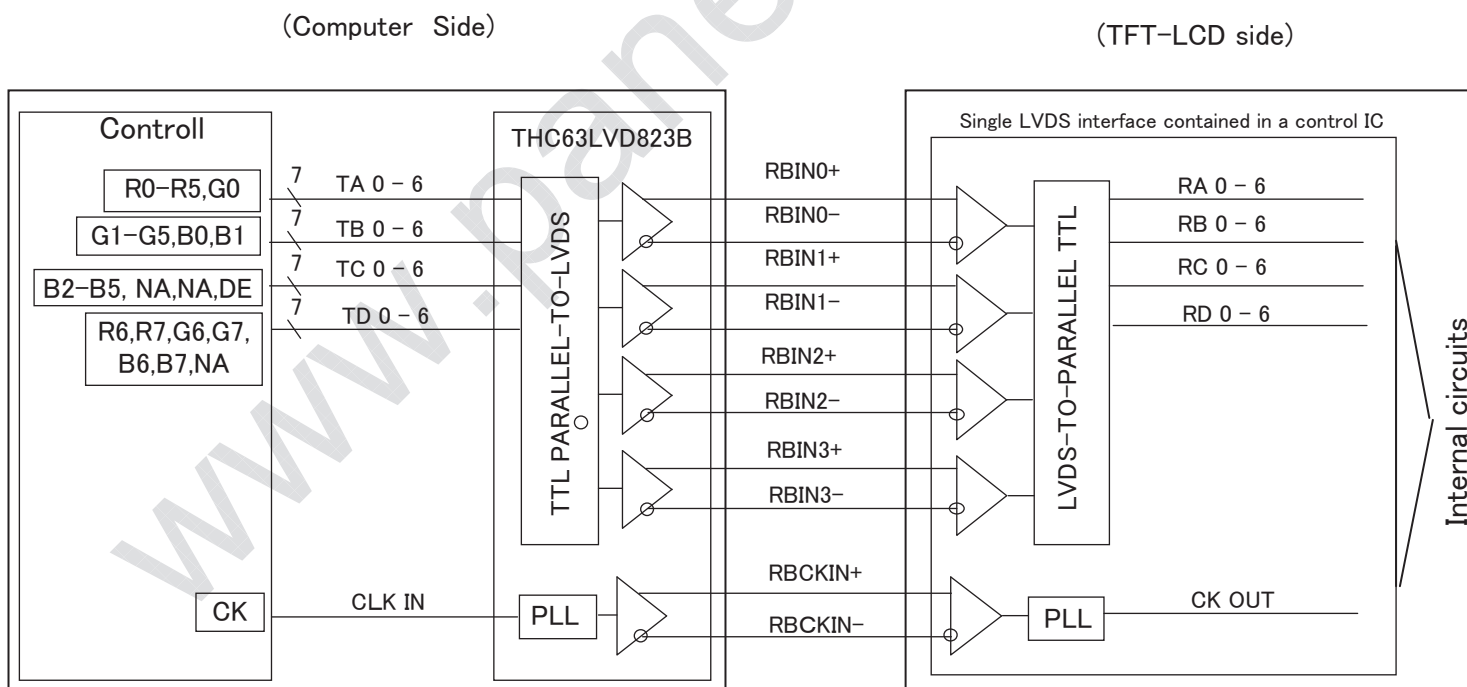 (Computer Side)
(TFT-LCD side)
Controll
THC63LVD823B
Single LVDS interface contained in a control IC
R0-R5,G0
7
TA 0 - 6
G1-G5,B0,B1
7
TB 0 - 6
B2-B5, NA,NA,DE
7
TC 0 - 6
R6,R7,G6,G7,
B6,B7,NA
7
TD 0 - 6
TTL PARALLEL-TO-LVDS
RBIN0+
RBIN0-
RBIN1+
RBIN1-
RBIN2+
RBIN2-
RBIN3+
RBIN3-
LVDS-TO-PARALLEL TTL
RA 0 - 6
RB 0 - 6
RC 0 - 6
RD 0 - 6
Internal circuits
CK
CLK IN
PLL
RBCKIN+
RBCKIN-
PLL
CK OUT
www.pane